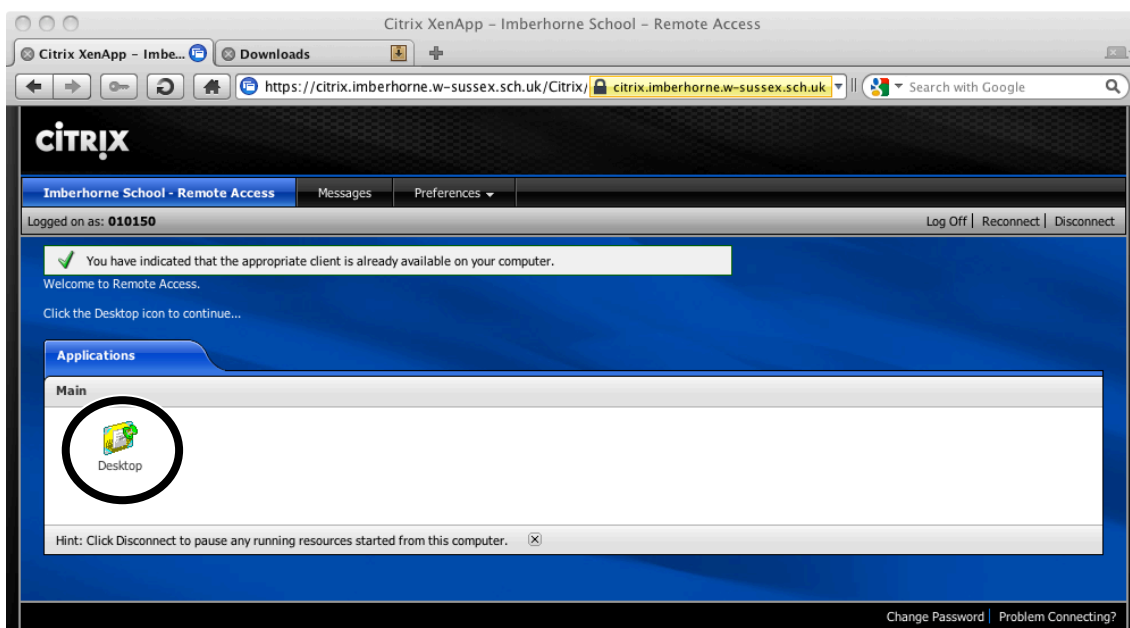 Citrix XenApp – Imberhorne School – Remote Access
Citrix XenApp – Imbe... Downloads
https://citrix.imberhorne.w-sussex.sch.uk/Citrix/ citrix.imberhorne.w-sussex.sch.uk Search with Google
CİTRIX
Imberhorne School - Remote Access Messages Preferences
Logged on as: 010150 Log Off | Reconnect | Disconnect
You have indicated that the appropriate client is already available on your computer.
Welcome to Remote Access.
Click the Desktop icon to continue...
Applications
Main
Desktop
Hint: Click Disconnect to pause any running resources started from this computer.
Change Password | Problem Connecting?